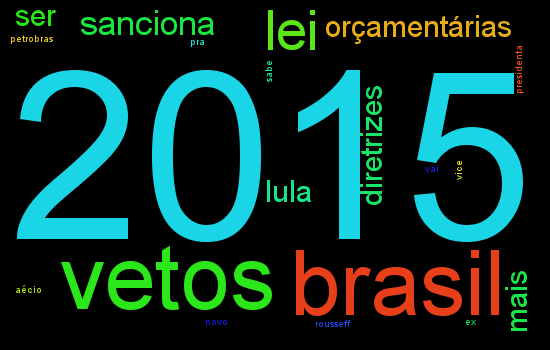 ser
sanciona
lei
orçamentárias
petrobras
pra
sabe
presidenta
2015
diretrizes
vai
vice
lula
vetos
brasil
mais
aécio
novo
rousseff
ex